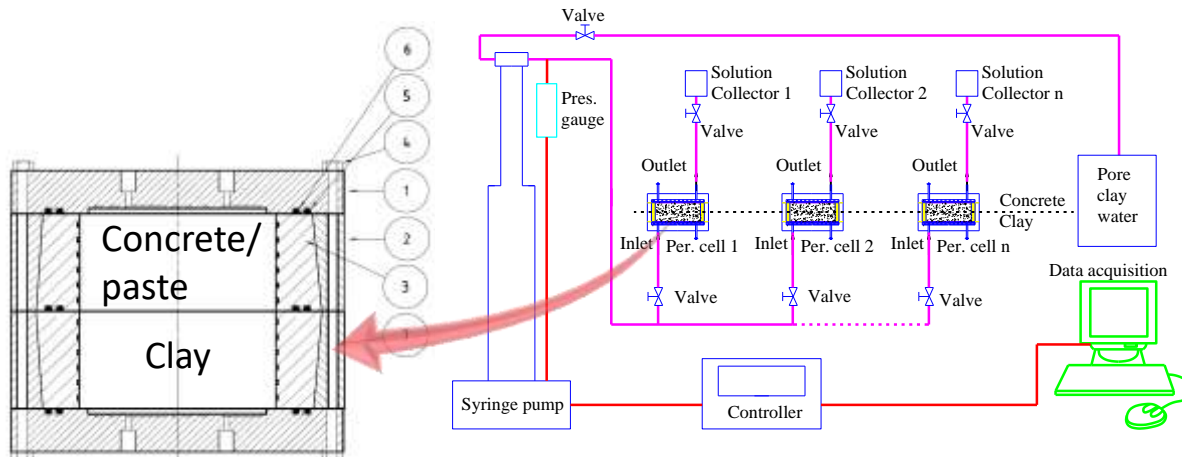 6
5
4
1
2
3
1
Concrete/
paste
Clay
Valve
Pres.
gauge
Solution
Collector 1
Solution
Collector 2
Solution
Collector n
Valve
Valve
Valve
Outlet
Outlet
Outlet
Concrete
Clay
Pore
clay
water
Inlet
Per. cell 1
Inlet
Per. cell 2
Inlet
Per. cell n
Valve
Valve
Valve
Data acquisition
Syringe pump
Controller